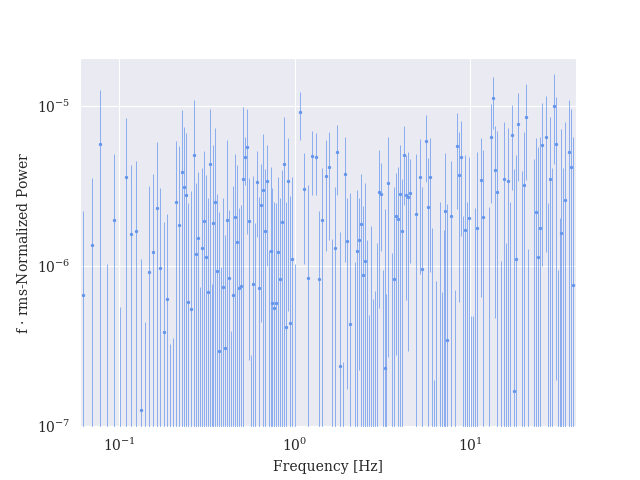 f · rms-Normalized Power
10⁻⁵
10⁻⁶
10⁻⁷
10⁻¹ 10⁰ 10¹
Frequency [Hz]